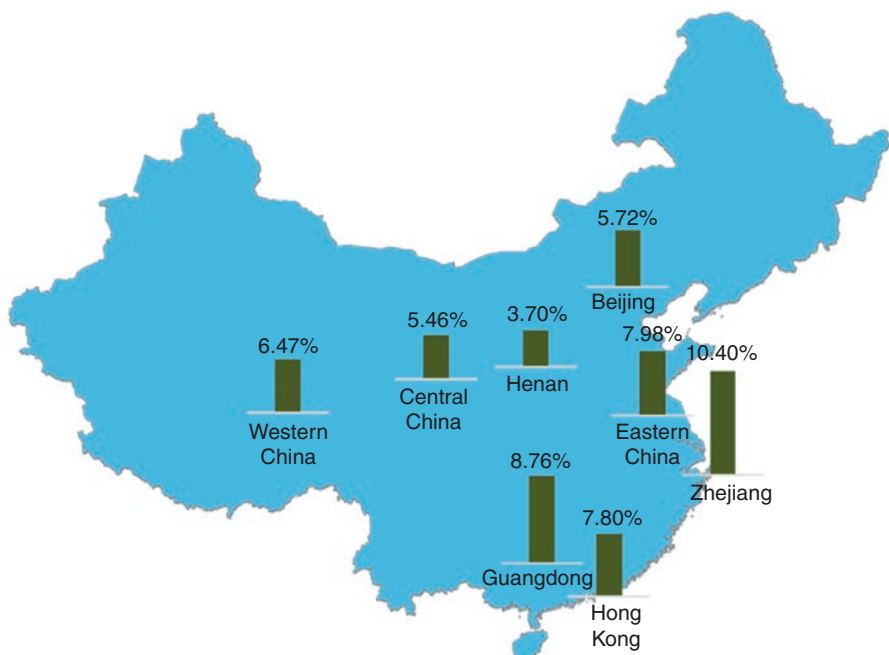 5.72%
Beijing
6.47%
Western
China
5.46%
Central
China
3.70%
Henan
7.98%
Eastern
China
10.40%
Zhejiang
8.76%
Guangdong
7.80%
Hong
Kong